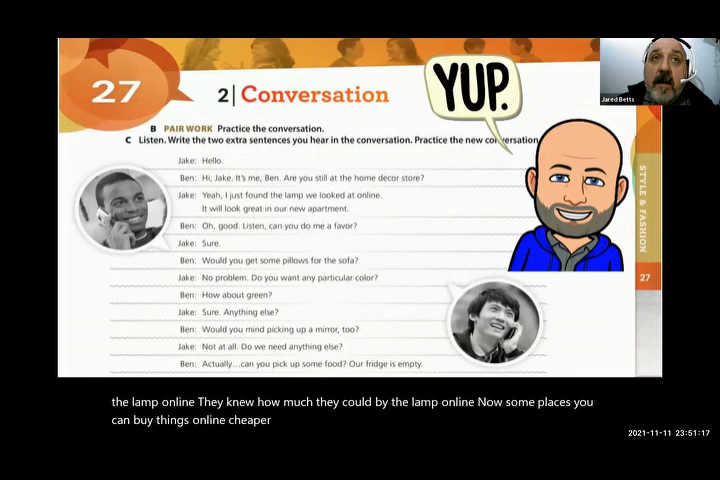 27
2|Conversation
YUP.
Jared Betts
B PAIR WORK Practice the conversation.
C Listen. Write the two extra sentences you hear in the conversation. Practice the new conversation
Jake: Hello.
Ben: Hi, Jake. It's me, Ben. Are you still at the home decor store?
Jake: Yeah, I just found the lamp we looked at online.
It will look great in our new apartment.
Ben: Oh, good. Listen, can you do me a favor?
Jake: Sure.
Ben: Would you get some pillows for the sofa?
Jake: No problem. Do you want any particular color?
Ben: How about green?
Jake: Sure. Anything else?
Ben: Would you mind picking up a mirror, too?
Jake: Not at all. Do we need anything else?
Ben: Actually...can you pick up some food? Our fridge is empty.
STYLE & FASHION
27
the lamp online They knew how much they could by the lamp online Now some places you
can buy things online cheaper
2021-11-11 23:51:17